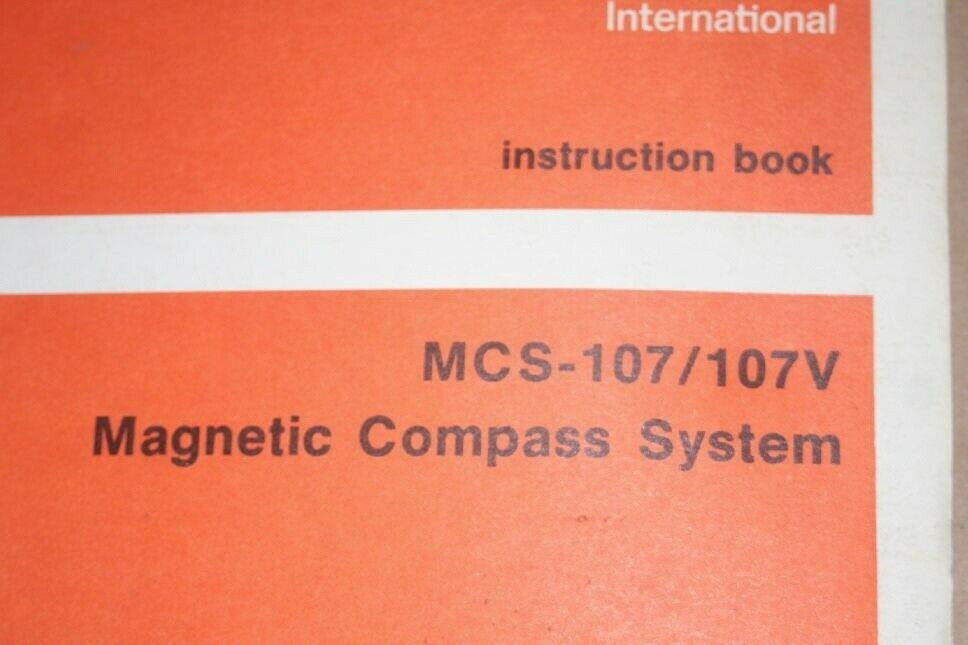 International
instruction book
MCS-107/107V
Magnetic Compass System